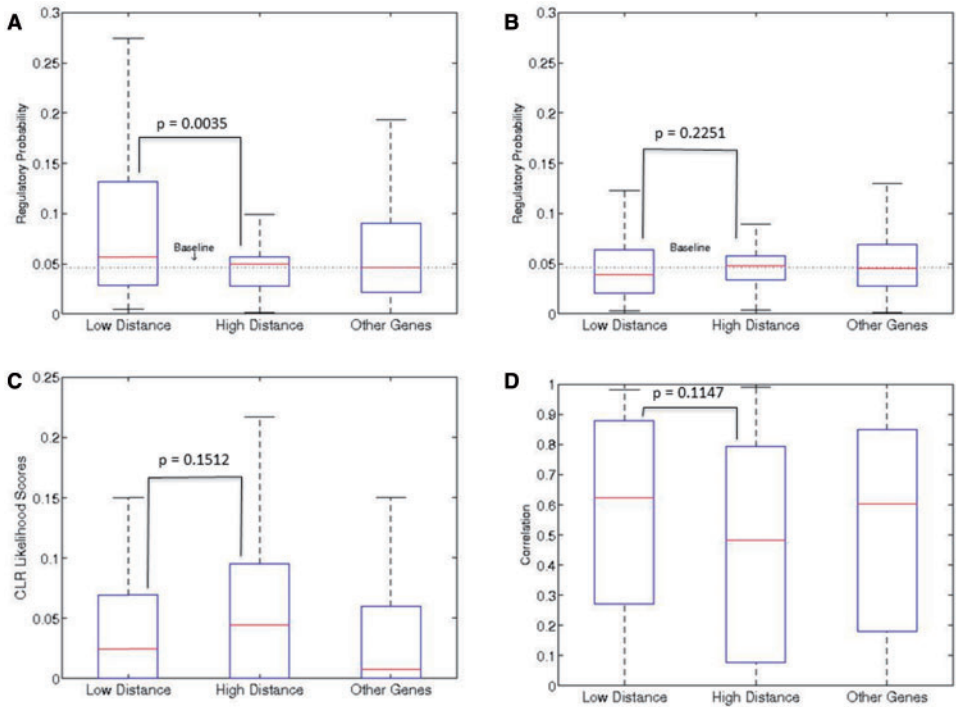 A
Regulatory Probability
0.3
0.25
0.2
0.15
0.1
0.05
0
p = 0.0035
Baseline
↓
Low Distance High Distance Other Genes
B
Regulatory Probability
0.3
0.25
0.2
0.15
0.1
0.05
0
p = 0.2251
Baseline
Low Distance High Distance Other Genes
C
CLR Likelihood Scores
0.25
0.2
0.15
0.1
0.05
0
p = 0.1512
Low Distance High Distance Other Genes
D
Correlation
1
0.9
0.8
0.7
0.6
0.5
0.4
0.3
0.2
0.1
0
p = 0.1147
Low Distance High Distance Other Genes